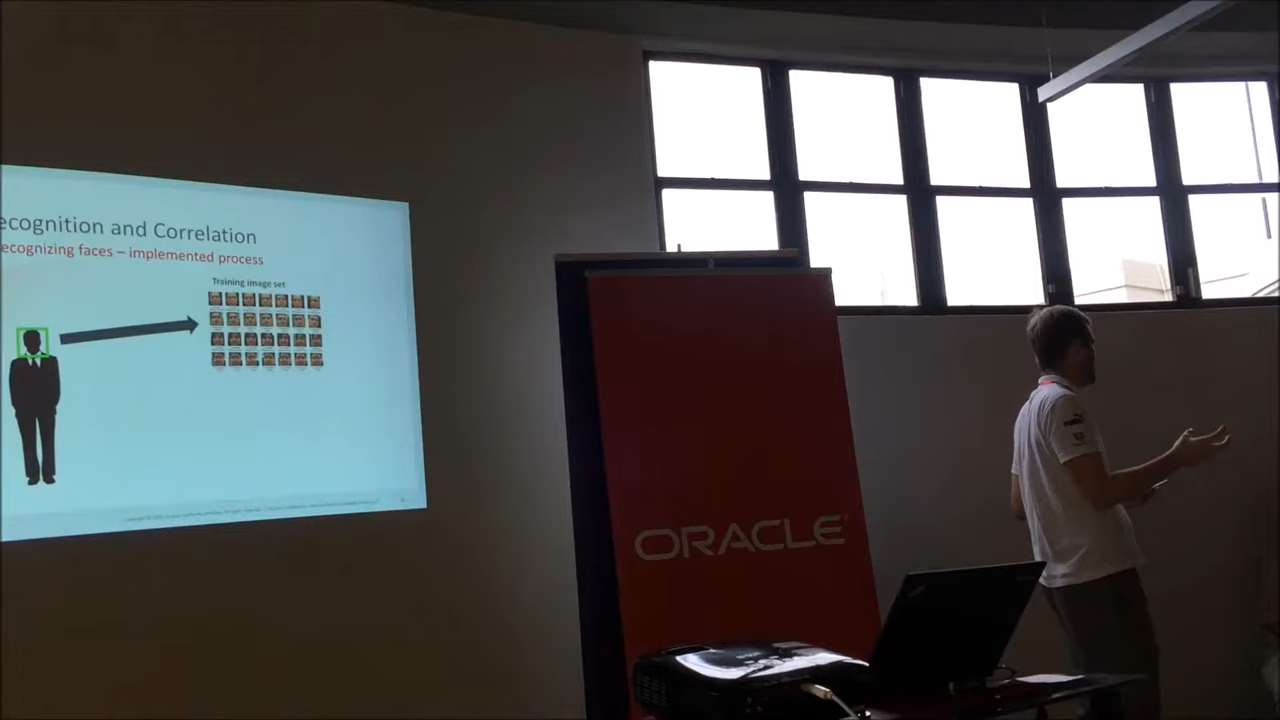 ecognition and Correlation
ecognizing faces – implemented process
Training image set
ORACLE